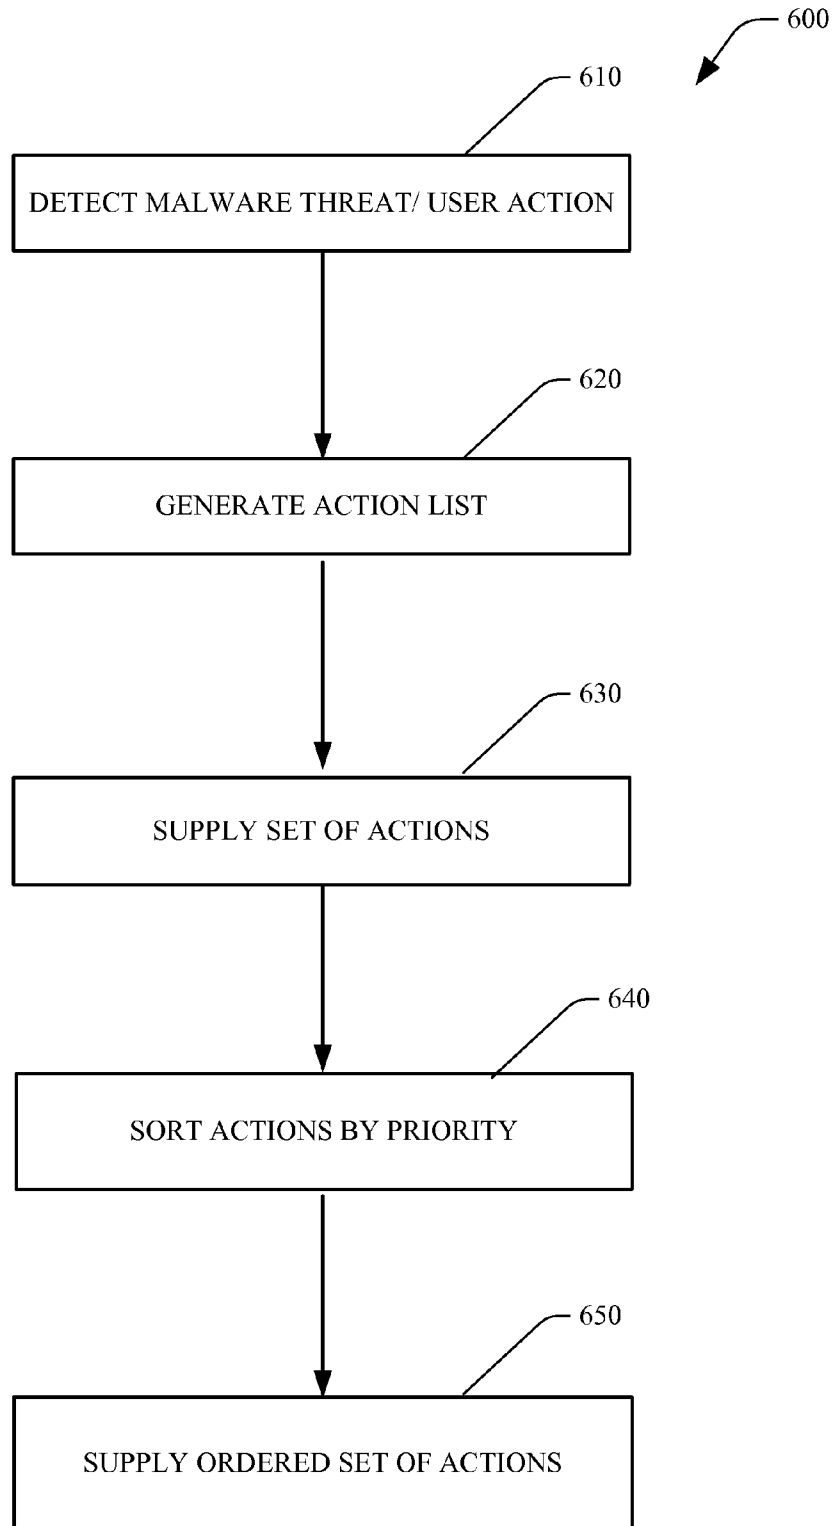 600
610
DETECT MALWARE THREAT/ USER ACTION
620
GENERATE ACTION LIST
630
SUPPLY SET OF ACTIONS
640
SORT ACTIONS BY PRIORITY
650
SUPPLY ORDERED SET OF ACTIONS